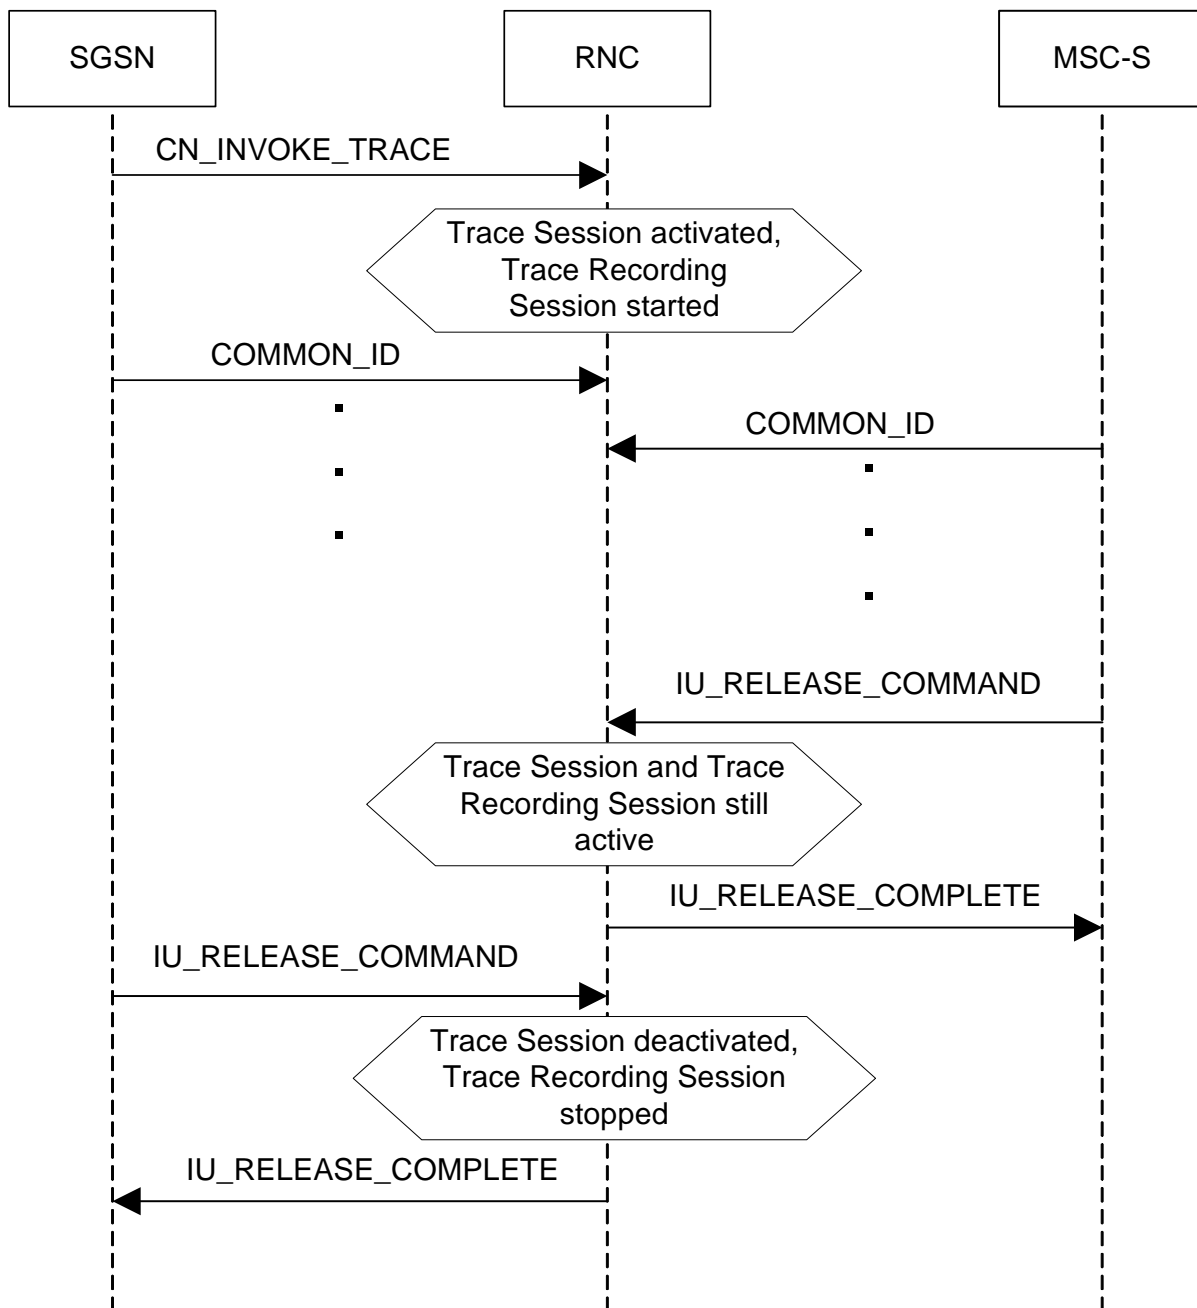 SGSN
RNC
MSC-S
CN_INVOKE_TRACE
Trace Session activated,
Trace Recording
Session started
COMMON_ID
COMMON_ID
IU_RELEASE_COMMAND
Trace Session and Trace
Recording Session still
active
IU_RELEASE_COMPLETE
IU_RELEASE_COMMAND
Trace Session deactivated,
Trace Recording Session
stopped
IU_RELEASE_COMPLETE